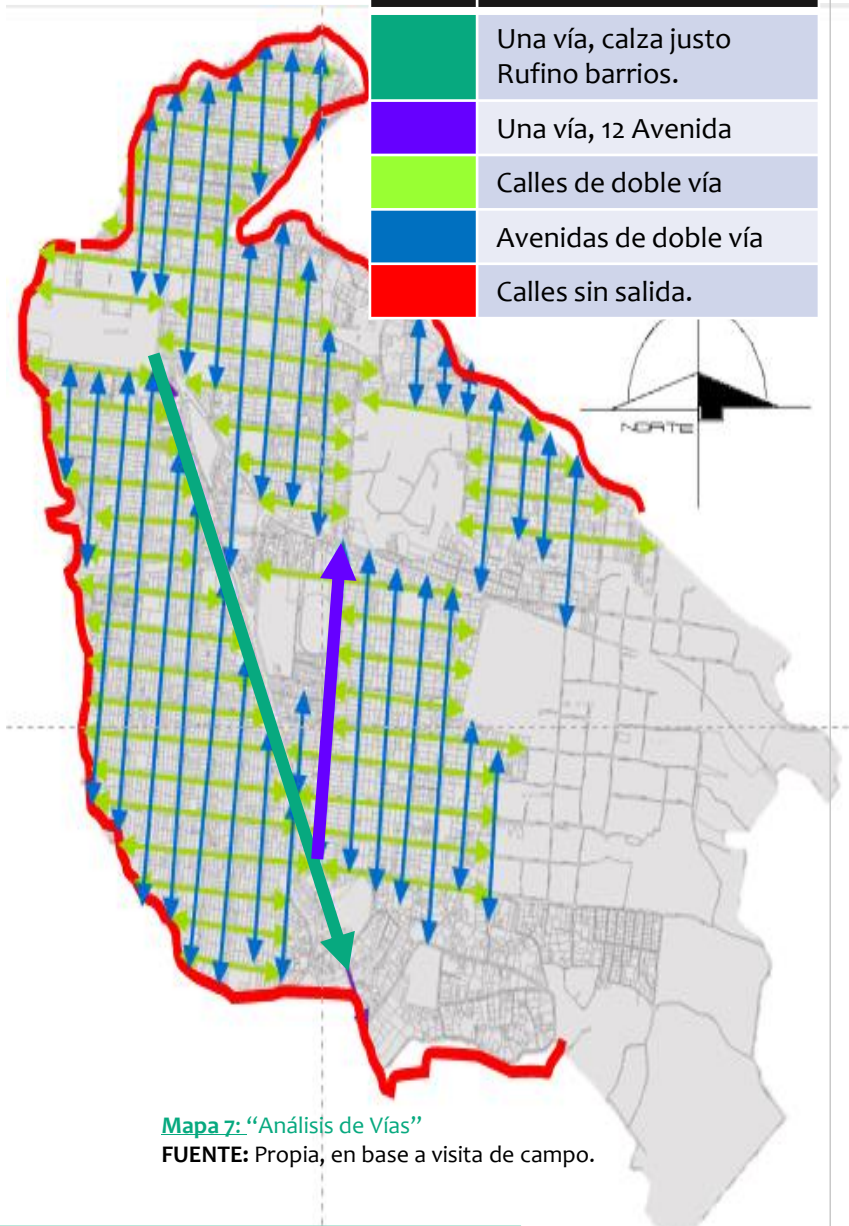 Una vía, calza justo
Rufino barrios.
Una vía, 12 Avenida
Calles de doble vía
Avenidas de doble vía
Calles sin salida.
NORTE
Mapa 7: “Análisis de Vías”
FUENTE: Propia, en base a visita de campo.